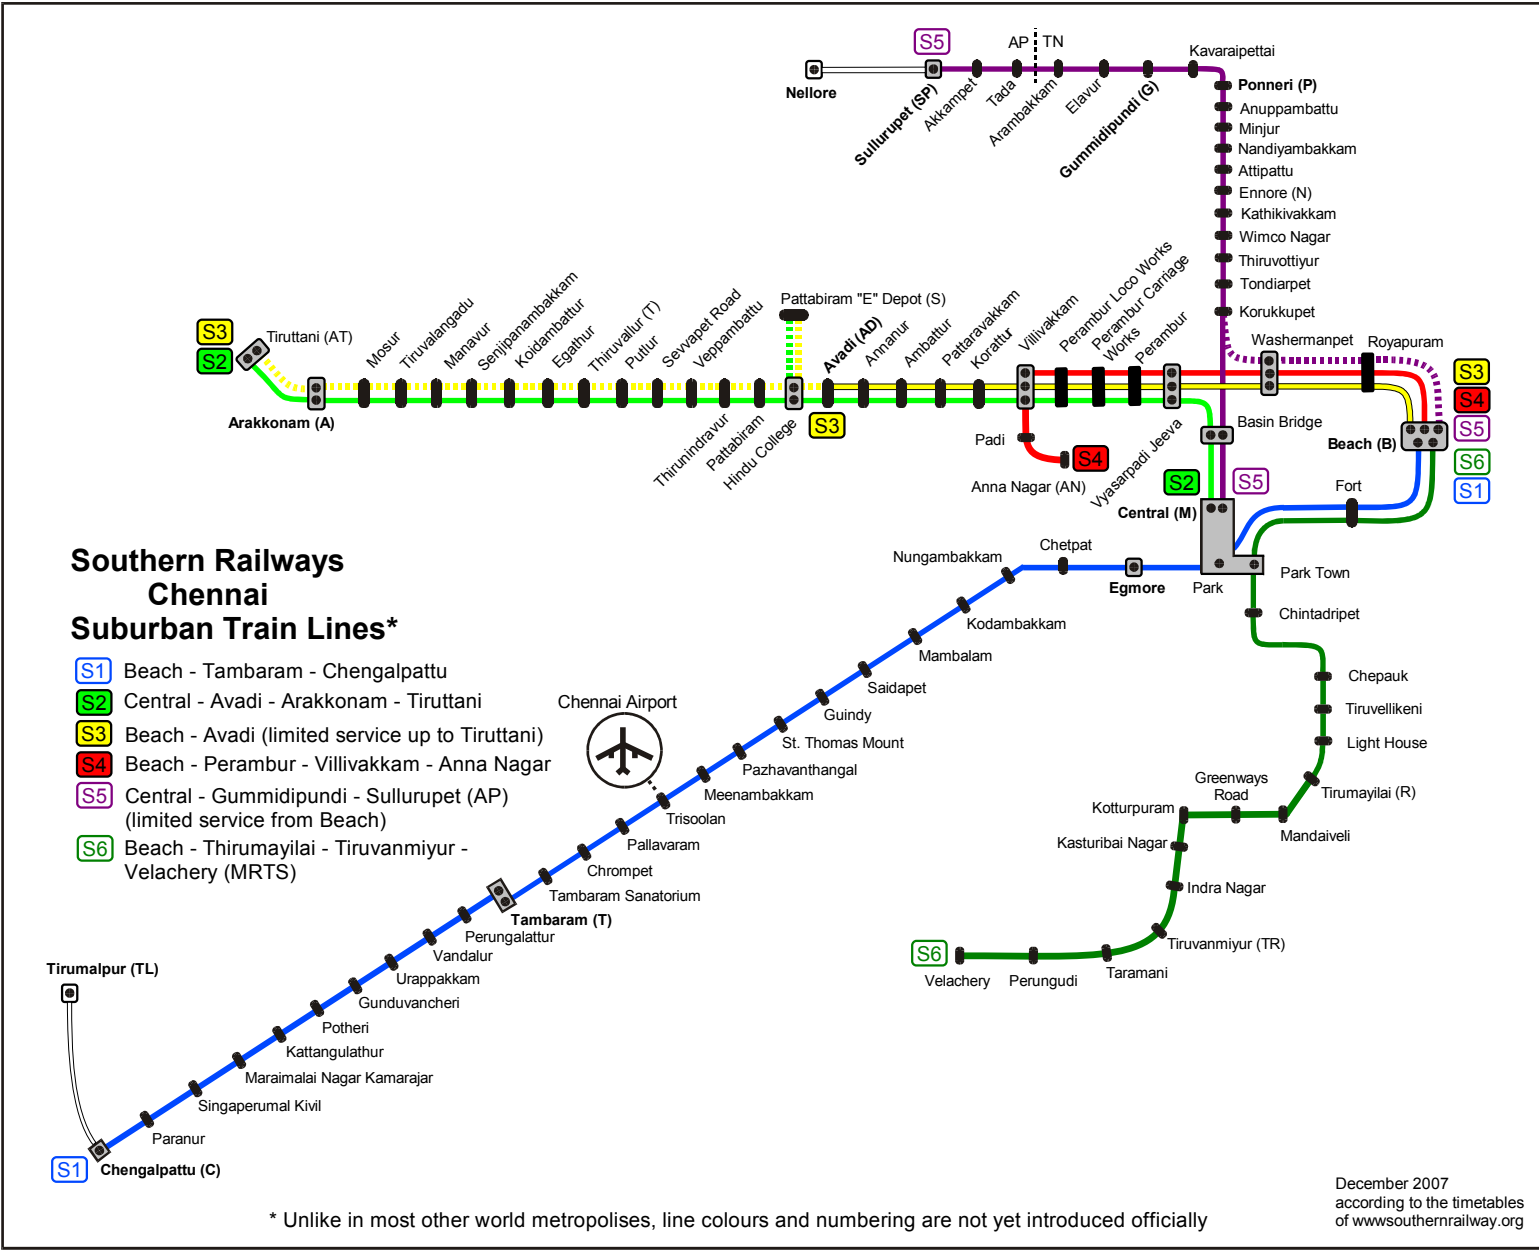 S5
AP
TN
Kavaraipettai
Nellore
Sullurupet (SP)
Akkampet
Tada
Arambakkam
Elavur
Gummidipundi (G)
Ponneri (P)
Anuppambattu
Minjur
Nandiyambakkam
Attipattu
Ennore (N)
Kathikivakkam
Wimco Nagar
Thiruvottiyur
Tondiarpet
Korukkupet
Washermanpet
Royapuram
S3
S2
Tiruttani (AT)
Arakkonam (A)
Mosur
Tiruvalangadu
Manavur
Senjipanambakkam
Koldambattur
Egathur
Thiruvallur (T)
Putlur
Sevvapet Road
Veppambattu
Thirunindravur
Pattabiram
Hindu College
Pattabiram "E" Depot (S)
Avadi (AD)
S3
Annanur
Ambattur
Pattaravakkam
Korattur
Villivakkam
Perambur Loco Works
Perambur Carriage
Works
Perambur
Padi
S4
Anna Nagar (AN)
Vyasarpadi Jeeva
Basin Bridge
S2
S5
Central (M)
Beach (B)
S3
S4
S5
S6
S1
Fort
Park
Park Town
Egmore
Chetpat
Nungambakkam
Kodambakkam
Mambalam
Saidapet
Guindy
St. Thomas Mount
Pazhavanthangal
Meenambakkam
Trisoolan
Chennai Airport
Pallavaram
Chrompet
Tambaram Sanatorium
Tambaram (T)
Perungalattur
Vandalur
Urappakkam
Gunduvancheri
Potheri
Kattangulathur
Maraimalai Nagar Kamarajar
Singaperumal Kivil
Paranur
Chengalpattu (C)
S1
Tirumalpur (TL)
Chintadripet
Chepauk
Tiruvellikeni
Light House
Tirumayilai (R)
Mandaiveli
Greenways
Road
Kotturpuram
Kasturibai Nagar
Indra Nagar
Tiruvanmiyur (TR)
Taramani
Perungudi
Velachery
S6
Southern Railways
Chennai
Suburban Train Lines*
S1 Beach - Tambaram - Chengalpattu
S2 Central - Avadi - Arakkonam - Tiruttani
S3 Beach - Avadi (limited service up to Tiruttani)
S4 Beach - Perambur - Villivakkam - Anna Nagar
S5 Central - Gummidipundi - Sullurupet (AP)
(limited service from Beach)
S6 Beach - Thirumayilai - Tiruvanmiyur -
Velachery (MRTS)
* Unlike in most other world metropolises, line colours and numbering are not yet introduced officially
December 2007
according to the timetables
of wwwsouthernrailway.org